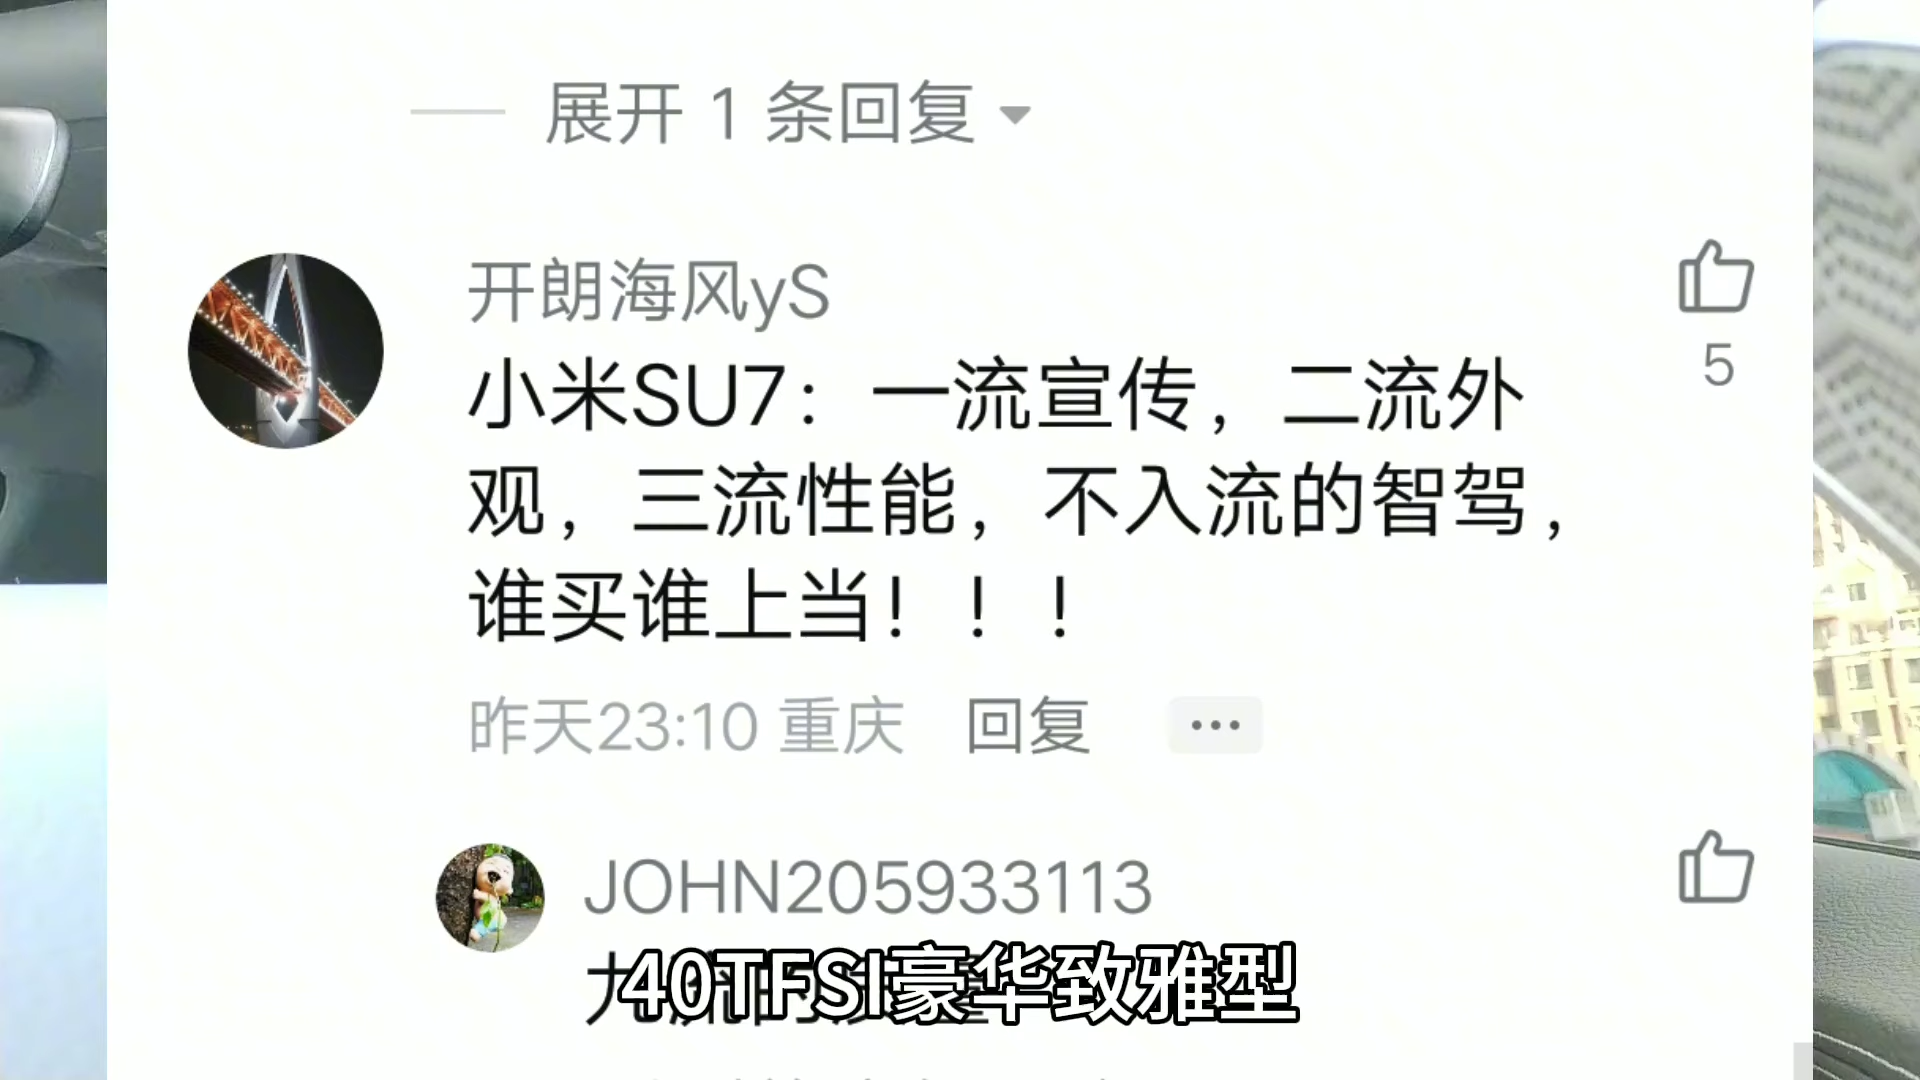 展开 1 条回复
开朗海风yS
小米SU7：一流宣传，二流外
观，三流性能，不入流的智驾，
谁买谁上当！！！
5
昨天23:10 重庆 回复
JOHN205933113
40TFSI豪华致雅型